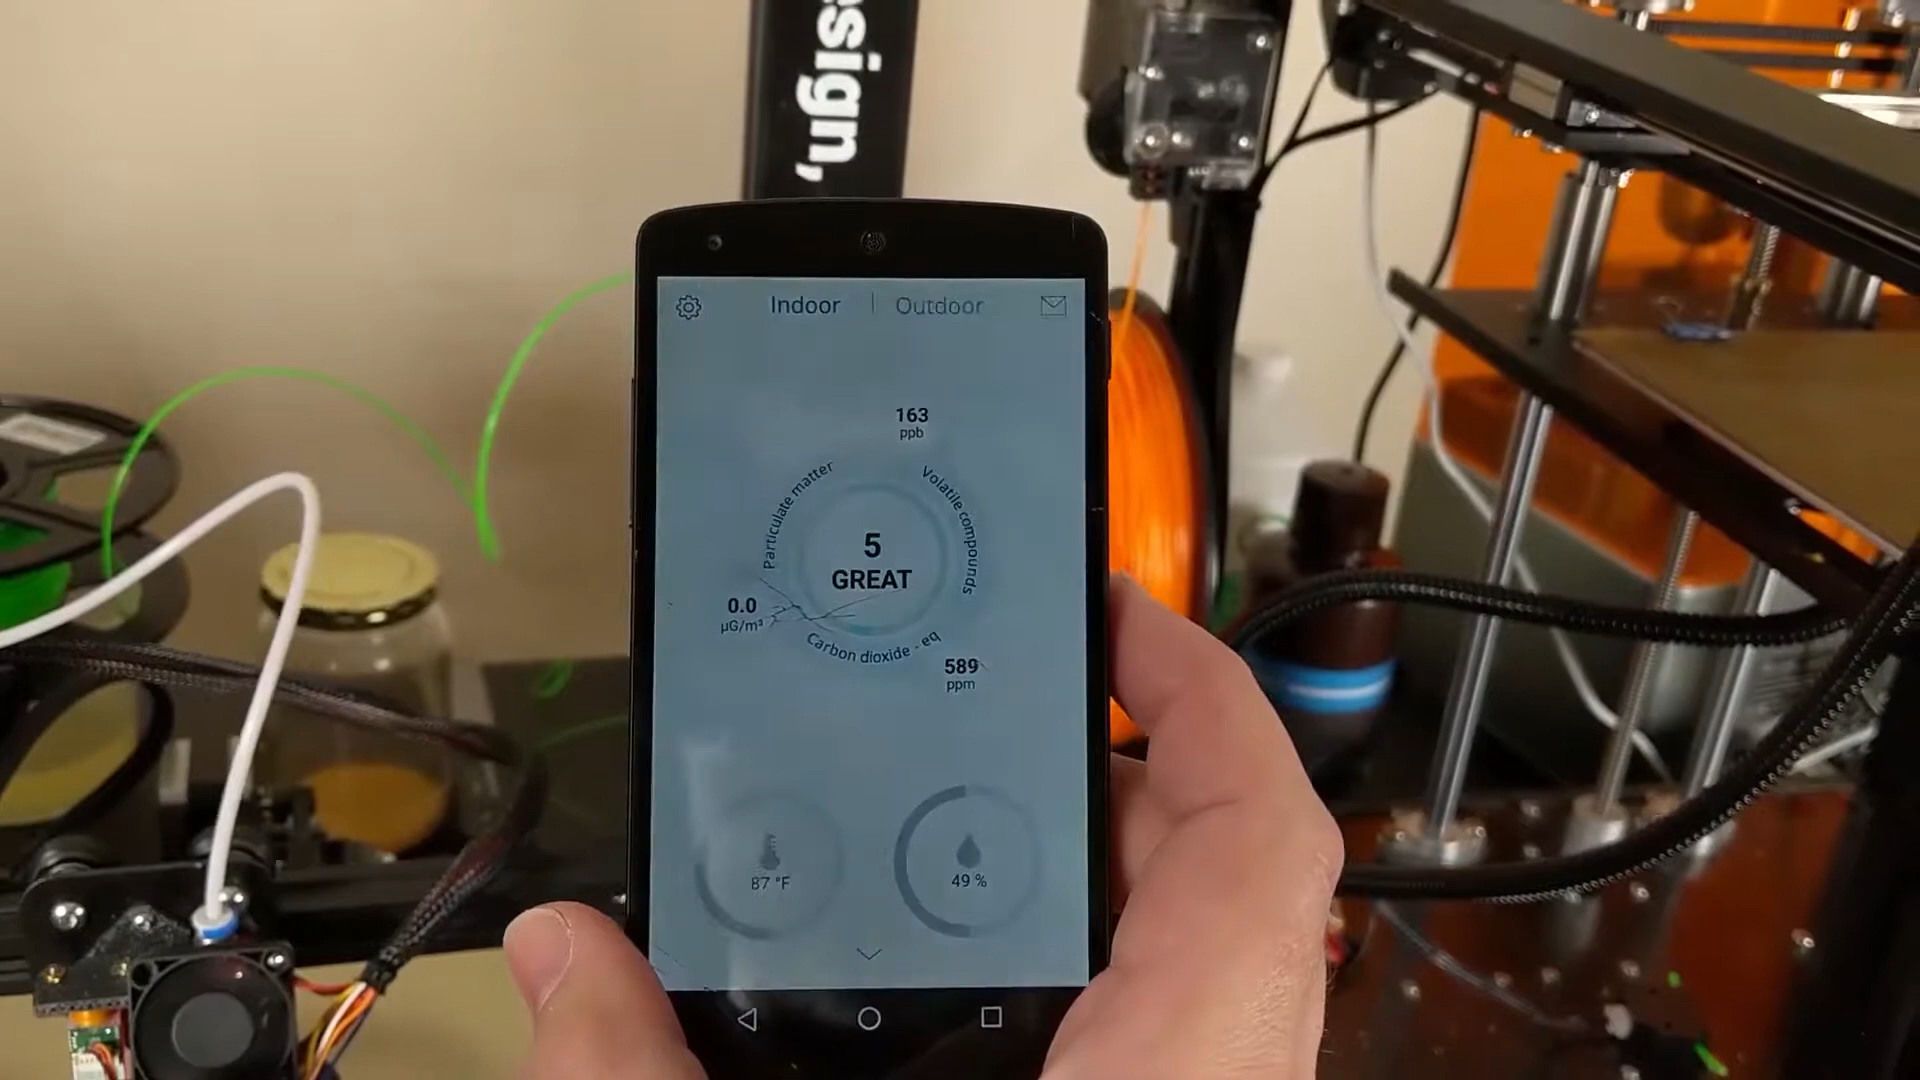 esign,
Indoor | Outdoor
163
ppb
Particulate matter
Volatile compounds
5
GREAT
0.0
µG/m³
Carbon dioxide - eq
589
ppm
87 °F
49 %